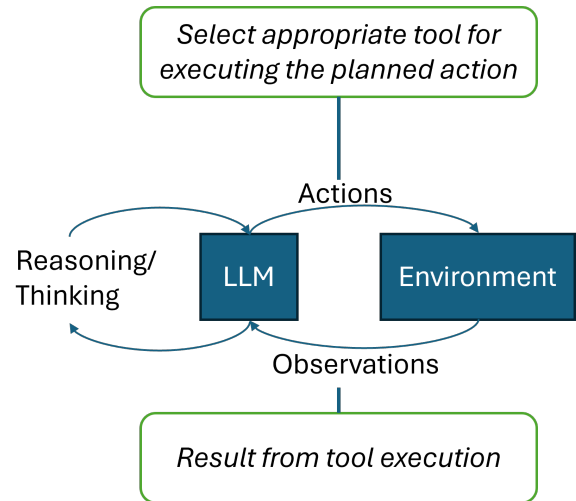 Select appropriate tool for
executing the planned action
Actions
Reasoning/
Thinking
LLM
Environment
Observations
Result from tool execution